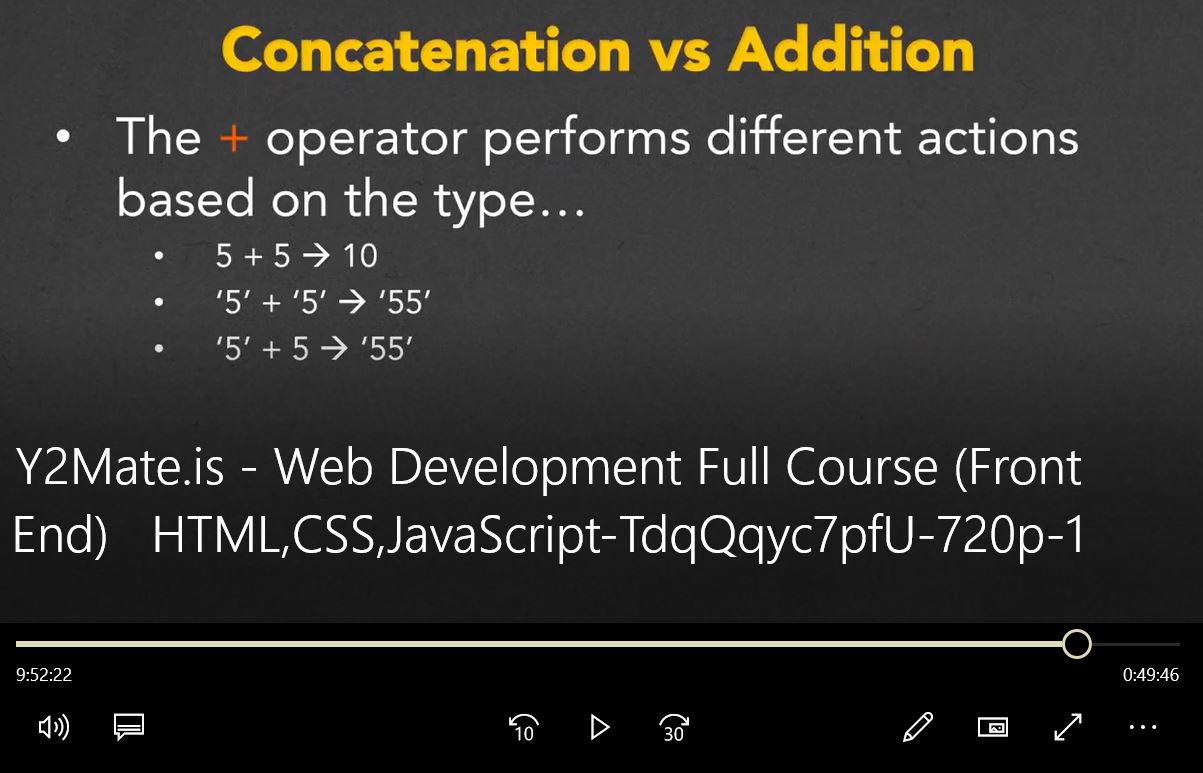 Concatenation vs Addition
• The + operator performs different actions
based on the type...
• 5 + 5 → 10
• ‘5’ + ‘5’ → ‘55’
• ‘5’ + 5 → ‘55’
Y2Mate.is - Web Development Full Course (Front
End) HTML,CSS,JavaScript-TdqQqyc7pfU-720p-1
9:52:22 0:49:46
10 30